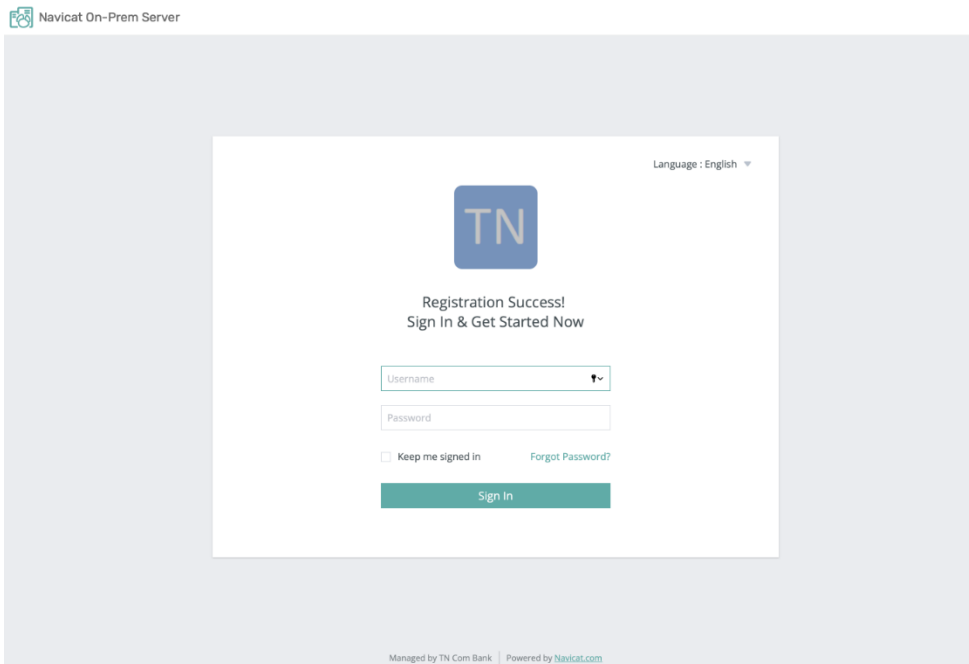 Navicat On-Prem Server
Language : English
TN
Registration Success!
Sign In & Get Started Now
Username
Password
Keep me signed in Forgot Password?
Sign In
Managed by TN Com Bank Powered by Navicat.com